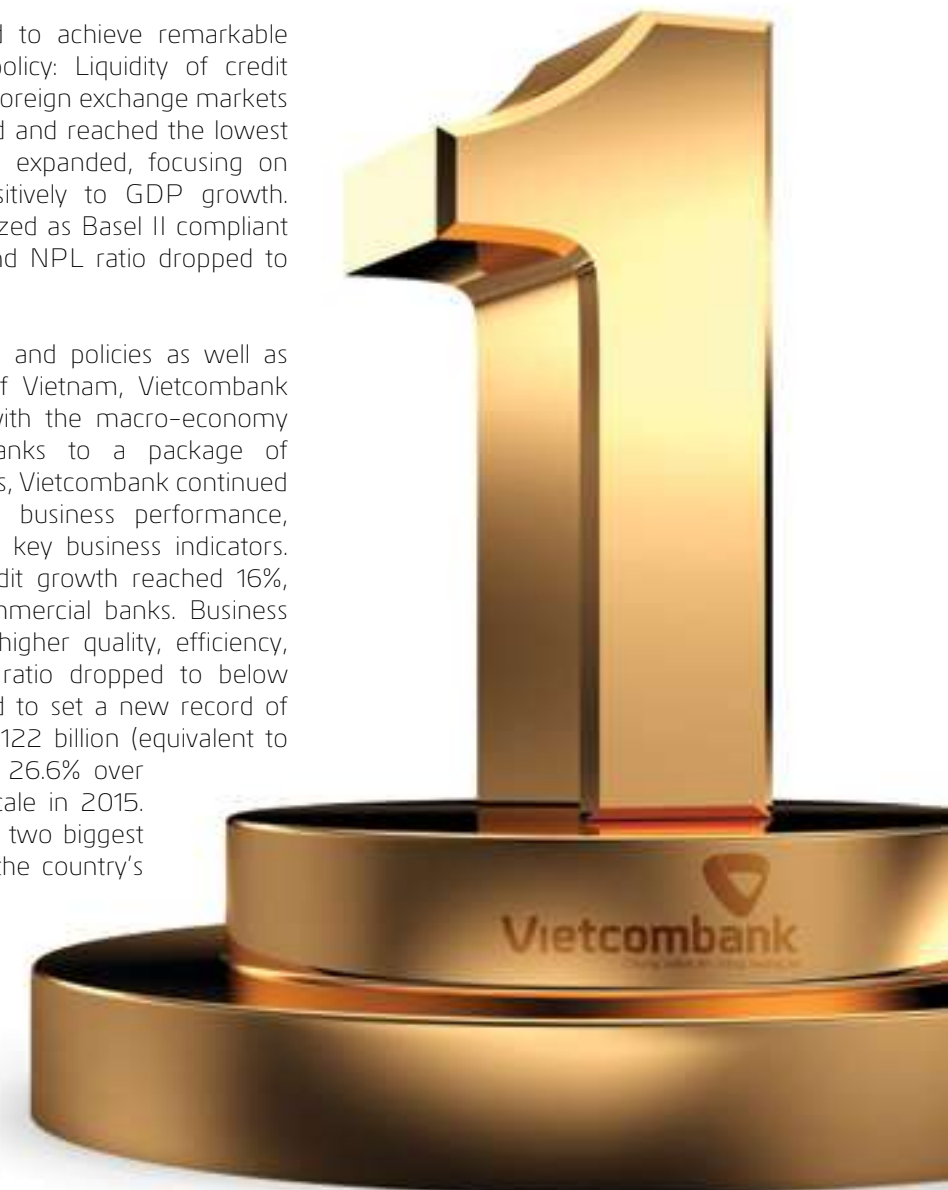 d to achieve remarkable
policy: Liquidity of credit
foreign exchange markets
d and reached the lowest
expanded, focusing on
sitively to GDP growth.
zed as Basel II compliant
nd NPL ratio dropped to
and policies as well as
f Vietnam, Vietcombank
with the macro-economy
anks to a package of
s, Vietcombank continued
business performance,
key business indicators.
dit growth reached 16%,
mmercial banks. Business
higher quality, efficiency,
ratio dropped to below
d to set a new record of
122 billion (equivalent to
26.6% over
cale in 2015.
two biggest
the country's
1
Vietcombank